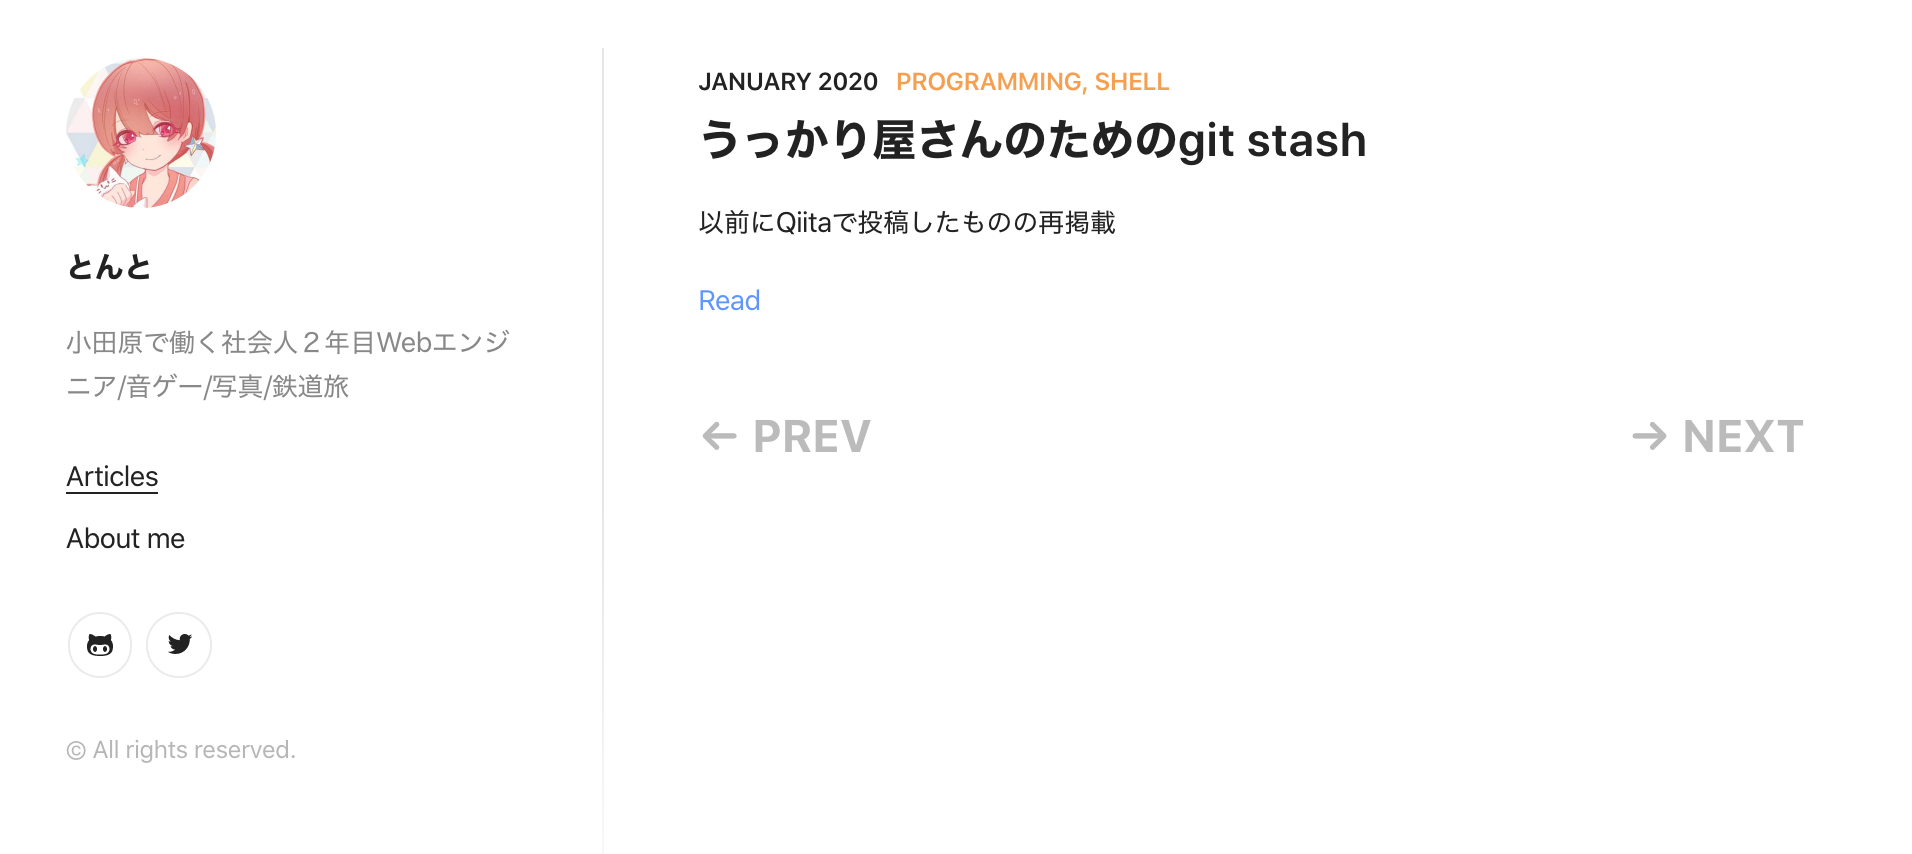 とんと
小田原で働く社会人２年目Webエンジ
ニア/音ゲー/写真/鉄道旅
Articles
About me
© All rights reserved.
JANUARY 2020 PROGRAMMING, SHELL
うっかり屋さんのためのgit stash
以前にQiitaで投稿したものの再掲載
Read
← PREV
→ NEXT